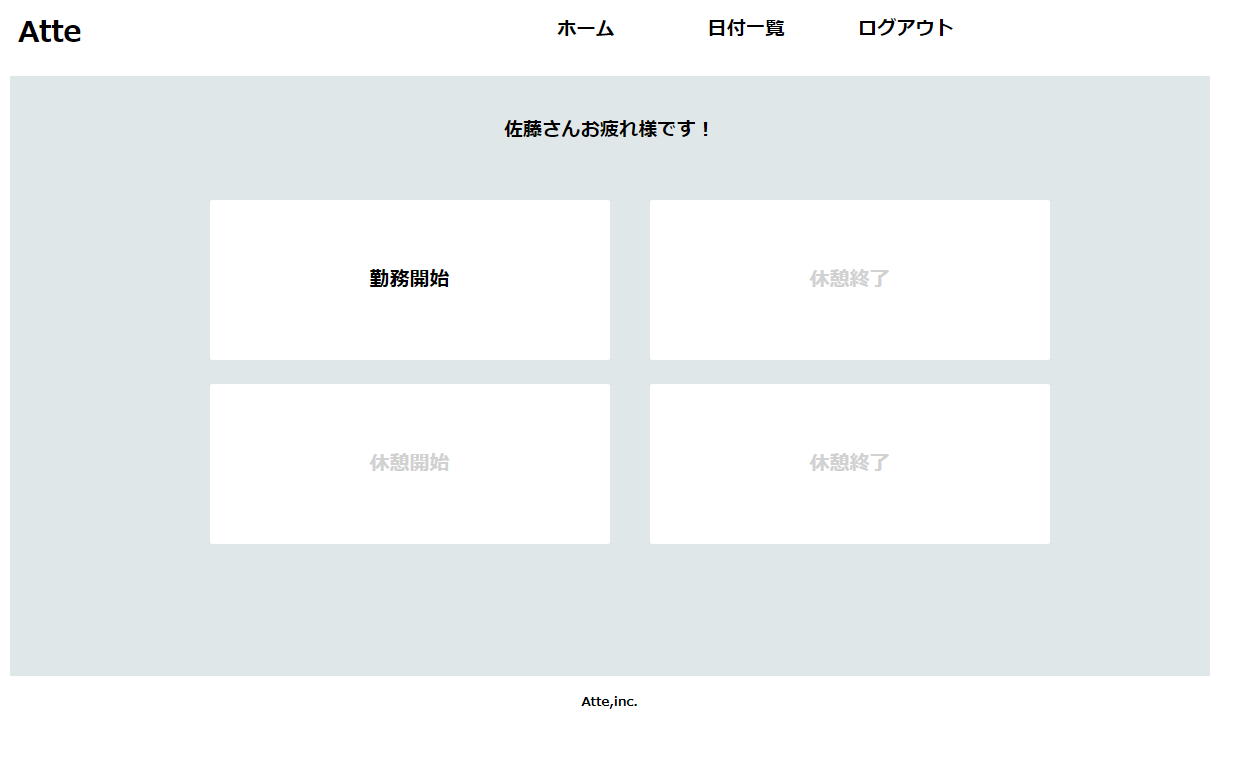 Atte
ホーム 日付一覧 ログアウト
佐藤さんお疲れ様です！
勤務開始 休憩終了
休憩開始 休憩終了
Atte,inc.